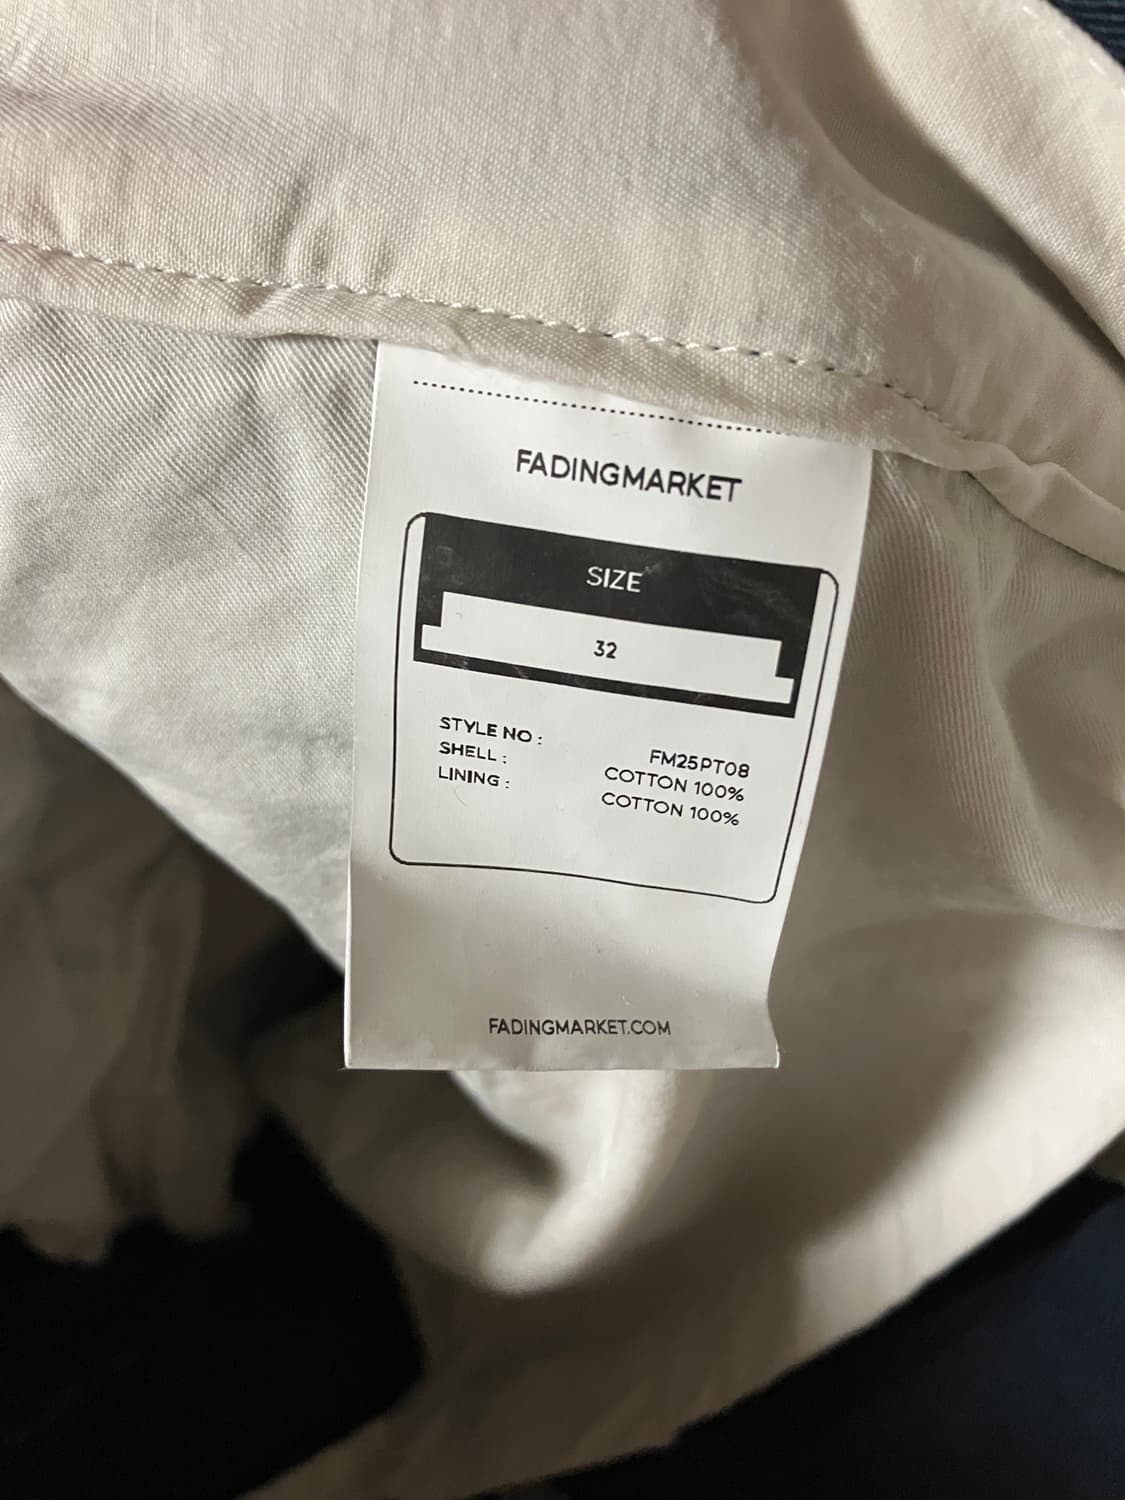 FADINGMARKET
SIZE
32
STYLE NO : FM25PT08
SHELL : COTTON 100%
LINING : COTTON 100%
FADINGMARKET.COM